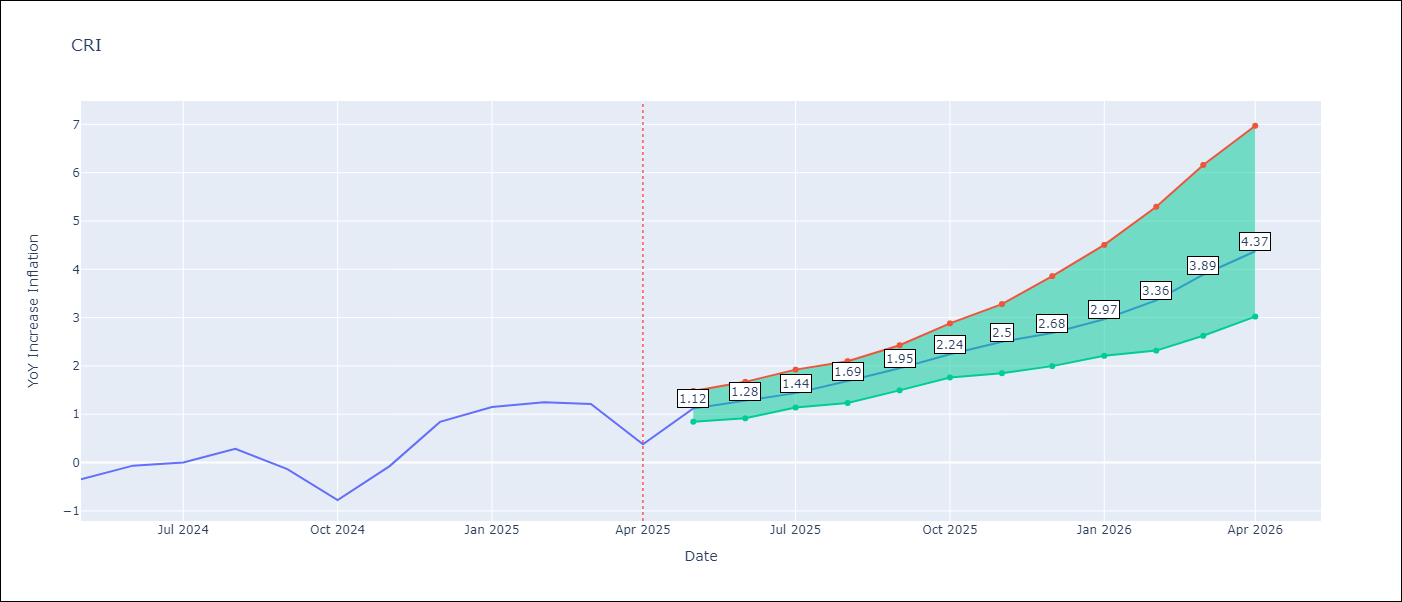 CRI
YoY Increase Inflation
7
6
5
4
3
2
1
0
−1
1.12
1.28
1.44
1.69
1.95
2.24
2.5
2.68
2.97
3.36
3.89
4.37
Jul 2024
Oct 2024
Jan 2025
Apr 2025
Jul 2025
Oct 2025
Jan 2026
Apr 2026
Date